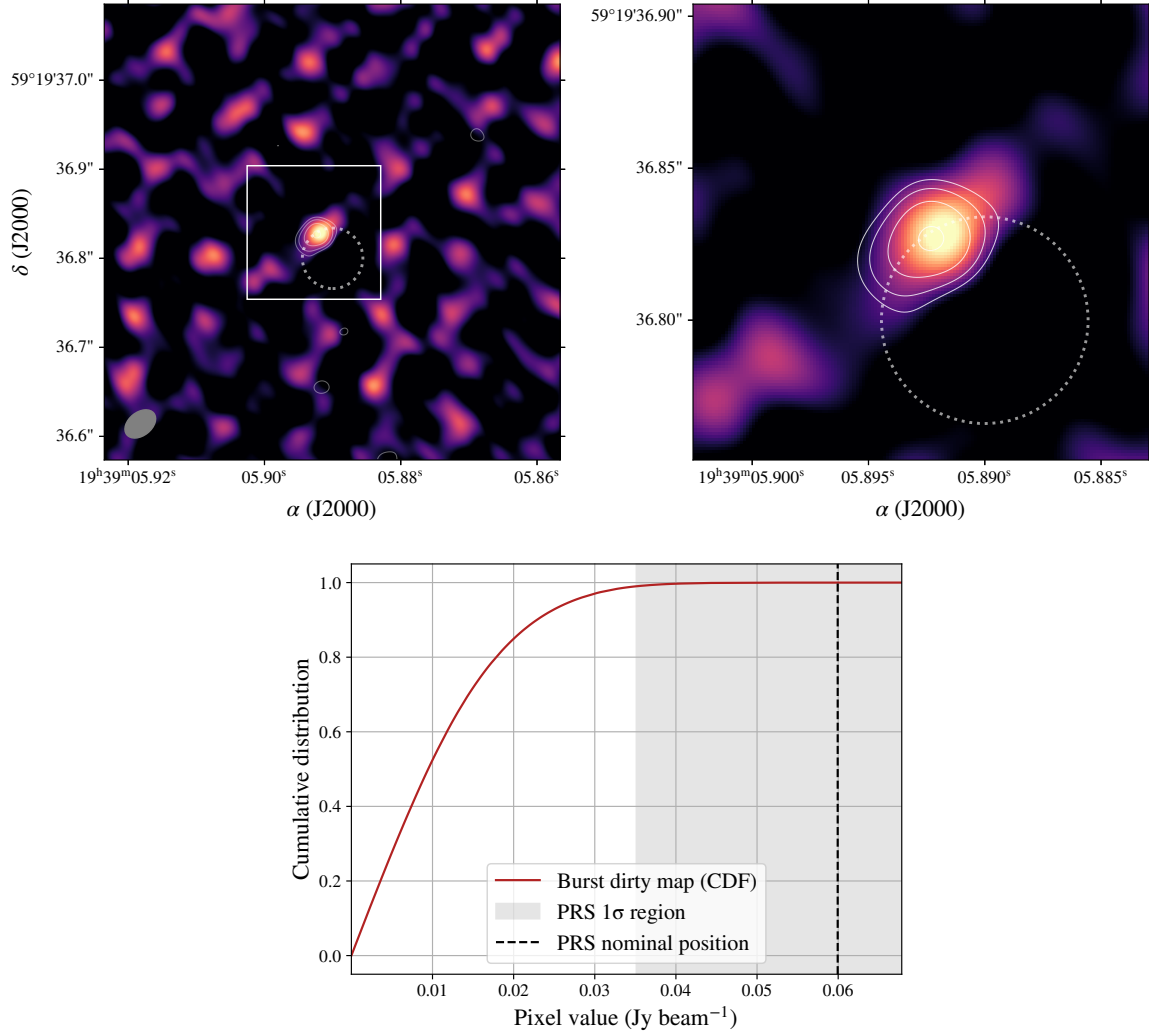 59°19'37.0"
36.9"
36.8"
36.7"
36.6"
δ (J2000)
19ʰ39ᵐ05.92ˢ
05.90ˢ
05.88ˢ
05.86ˢ
α (J2000)
59°19'36.90"
36.85"
36.80"
19ʰ39ᵐ05.900ˢ
05.895ˢ
05.890ˢ
05.885ˢ
α (J2000)
1.0
0.8
0.6
0.4
0.2
0.0
Cumulative distribution
Burst dirty map (CDF)
PRS 1σ region
PRS nominal position
0.01
0.02
0.03
0.04
0.05
0.06
Pixel value (Jy beam⁻¹)